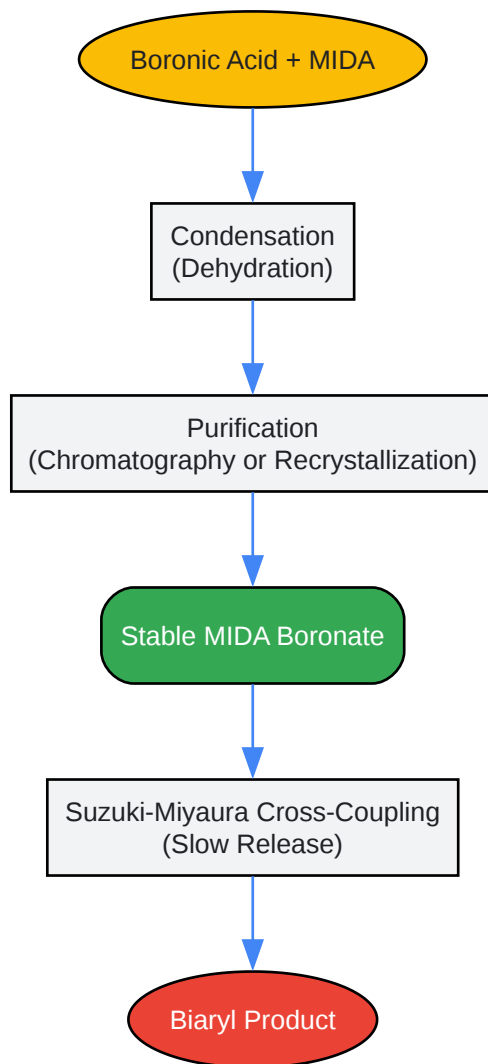 Boronic Acid + MIDA
Condensation
(Dehydration)
Purification
(Chromatography or Recrystallization)
Stable MIDA Boronate
Suzuki-Miyaura Cross-Coupling
(Slow Release)
Biaryl Product